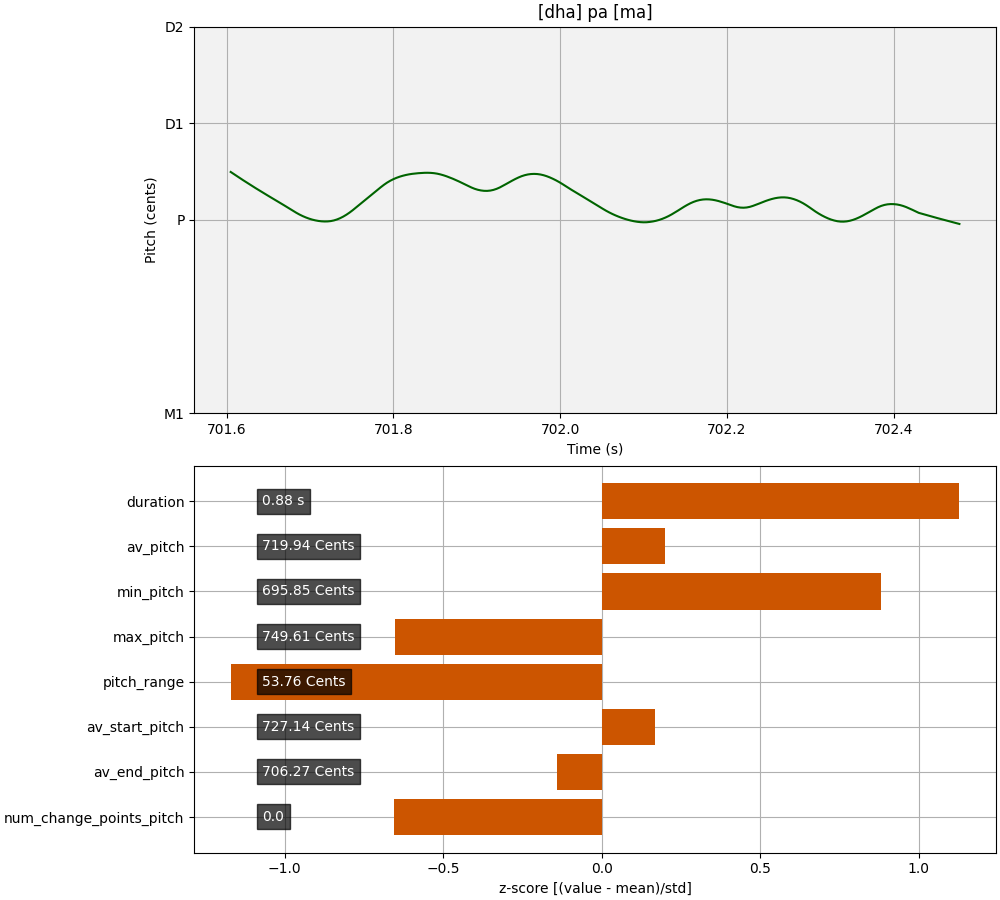 [dha] pa [ma]
D2
D1
P
M1
Pitch (cents)
701.6 701.8 702.0 702.2 702.4
Time (s)
duration 0.88 s
av_pitch 719.94 Cents
min_pitch 695.85 Cents
max_pitch 749.61 Cents
pitch_range 53.76 Cents
av_start_pitch 727.14 Cents
av_end_pitch 706.27 Cents
num_change_points_pitch 0.0
−1.0 −0.5 0.0 0.5 1.0
z-score [(value - mean)/std]